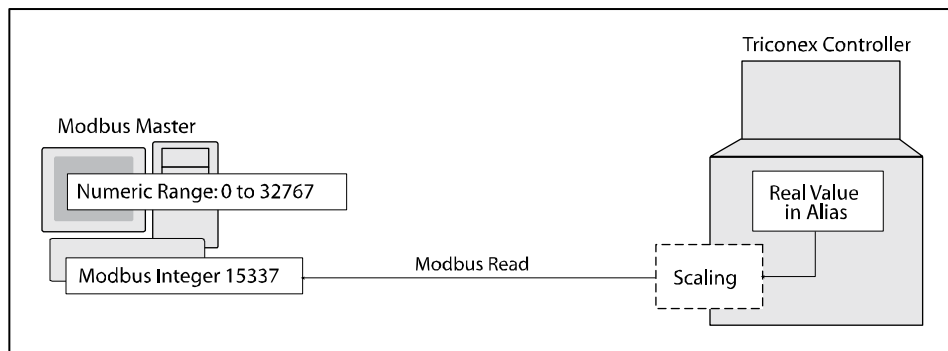 Triconex Controller
Modbus Master
Numeric Range: 0 to 32767
Real Value
in Alias
Modbus Integer 15337
Modbus Read
Scaling